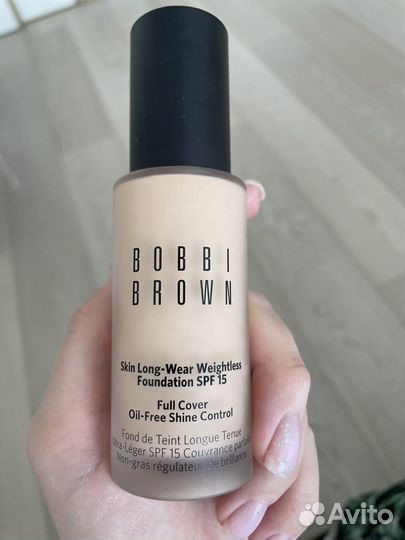 BOBBI
BROWN
Skin Long-Wear Weightless
Foundation SPF 15
Full Cover
Oil-Free Shine Control
Fond de Teint Longue Tenue
Ultra-Léger SPF 15 Couvrance parfaite
Non-gras régulateur de brillance
Avito